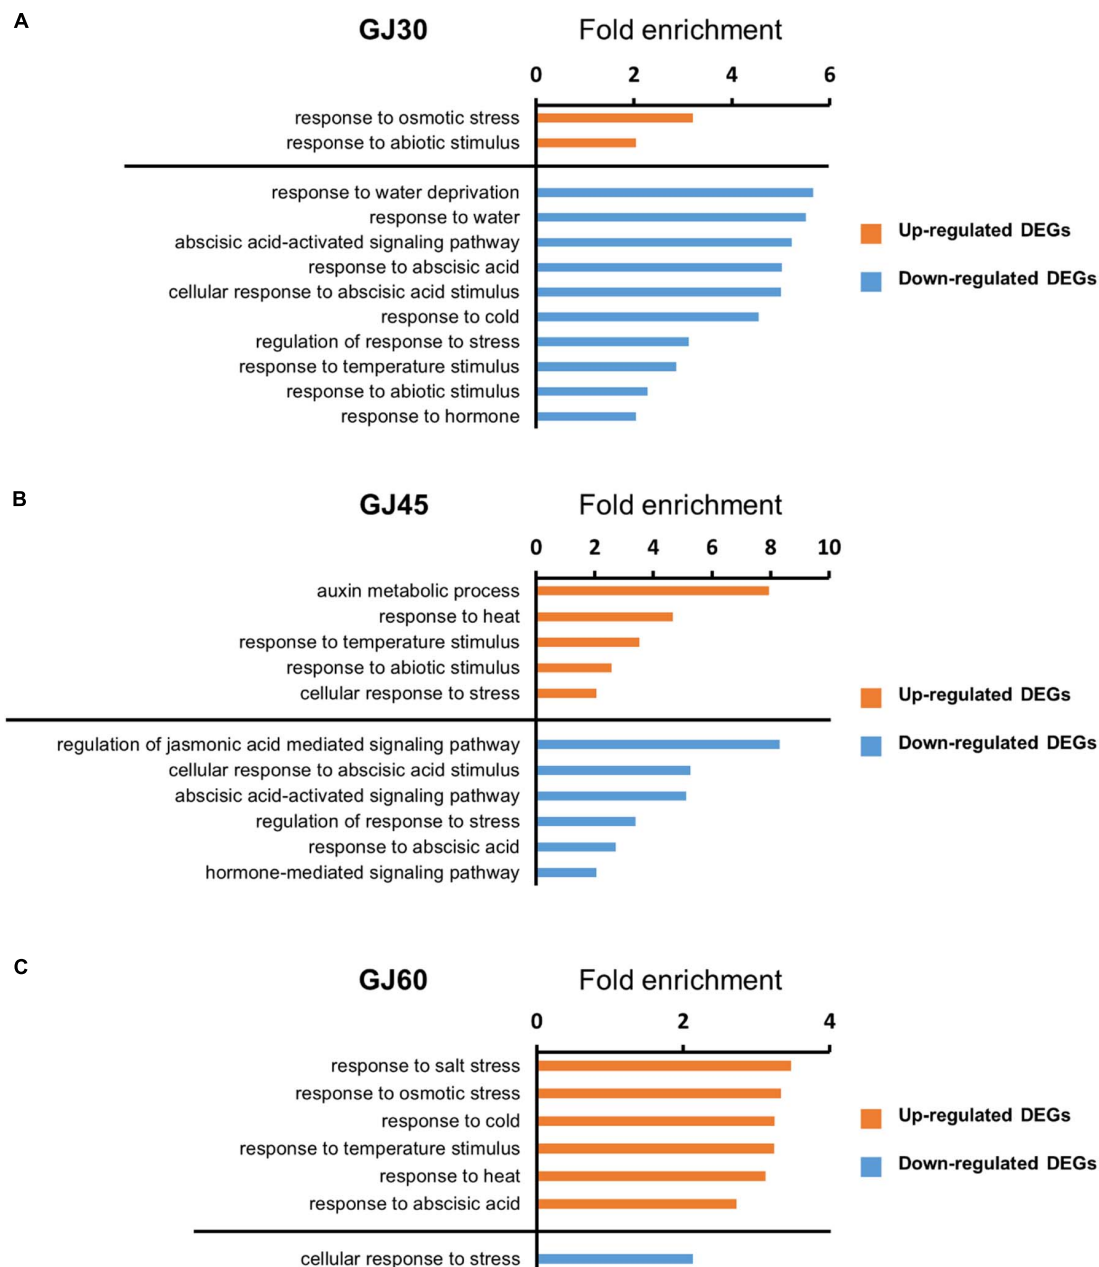 A
GJ30 Fold enrichment
0 2 4 6
response to osmotic stress
response to abiotic stimulus
response to water deprivation
response to water
abscisic acid-activated signaling pathway
response to abscisic acid
cellular response to abscisic acid stimulus
response to cold
regulation of response to stress
response to temperature stimulus
response to abiotic stimulus
response to hormone
Up-regulated DEGs
Down-regulated DEGs
B
GJ45 Fold enrichment
0 2 4 6 8 10
auxin metabolic process
response to heat
response to temperature stimulus
response to abiotic stimulus
cellular response to stress
regulation of jasmonic acid mediated signaling pathway
cellular response to abscisic acid stimulus
abscisic acid-activated signaling pathway
regulation of response to stress
response to abscisic acid
hormone-mediated signaling pathway
Up-regulated DEGs
Down-regulated DEGs
C
GJ60 Fold enrichment
0 2 4
response to salt stress
response to osmotic stress
response to cold
response to temperature stimulus
response to heat
response to abscisic acid
cellular response to stress
Up-regulated DEGs
Down-regulated DEGs